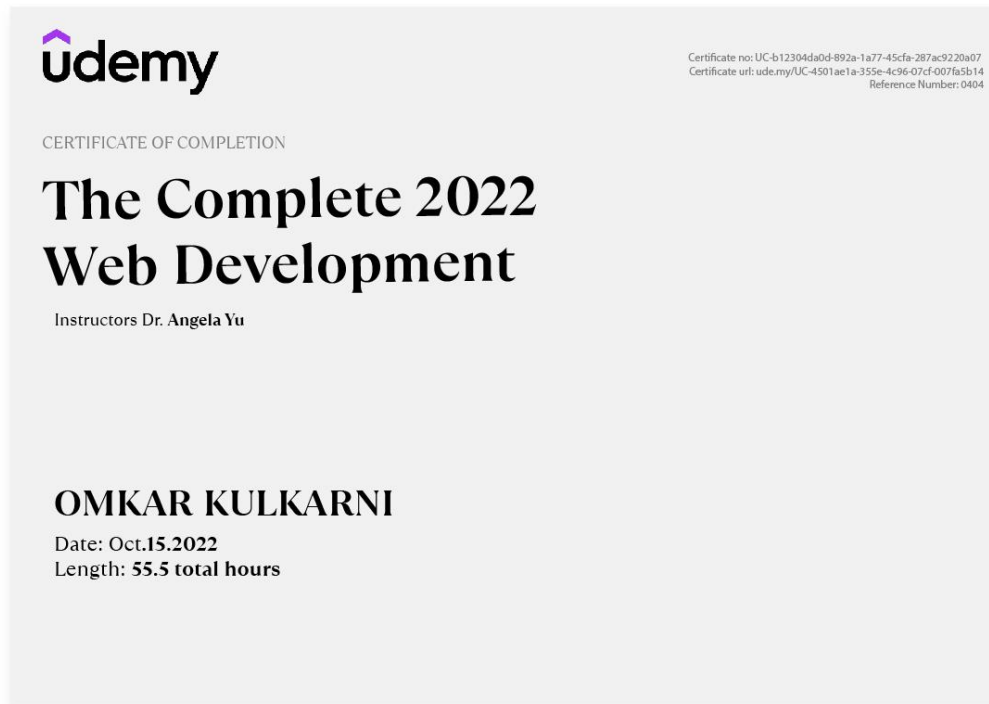 ûdemy
Certificate no: UC-b12304da0d-892a-1a77-45cfa-287ac9220a07
Certificate url: ude.my/UC-4501ae1a-355e-4c96-07cf-007fa5b14
Reference Number: 0404
CERTIFICATE OF COMPLETION
The Complete 2022
Web Development
Instructors Dr. Angela Yu
OMKAR KULKARNI
Date: Oct.15.2022
Length: 55.5 total hours